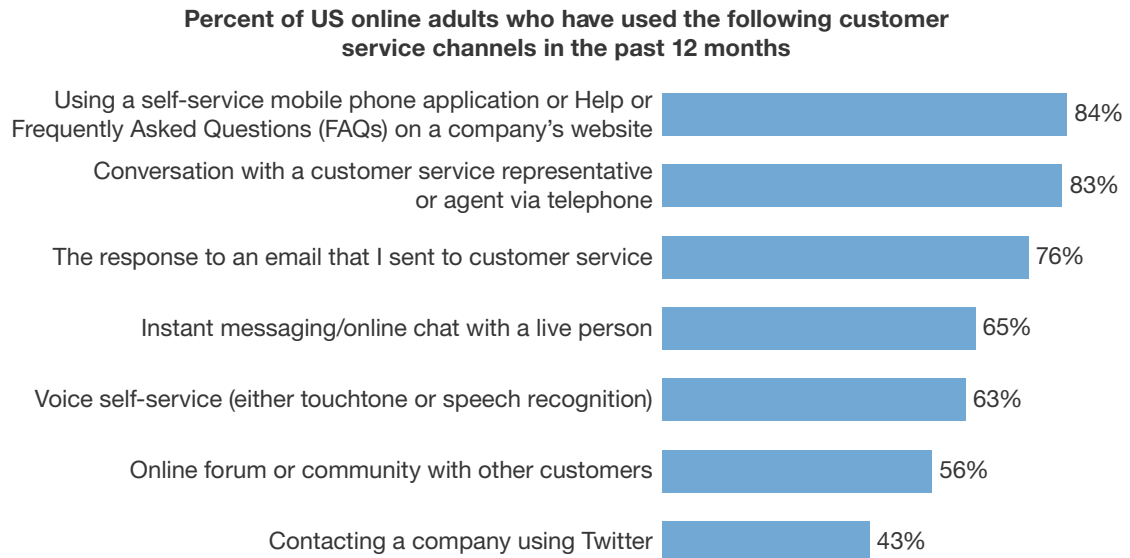 Percent of US online adults who have used the following customer
service channels in the past 12 months
Using a self-service mobile phone application or Help or
Frequently Asked Questions (FAQs) on a company’s website
84%
Conversation with a customer service representative
or agent via telephone
83%
The response to an email that I sent to customer service
76%
Instant messaging/online chat with a live person
65%
Voice self-service (either touchtone or speech recognition)
63%
Online forum or community with other customers
56%
Contacting a company using Twitter
43%